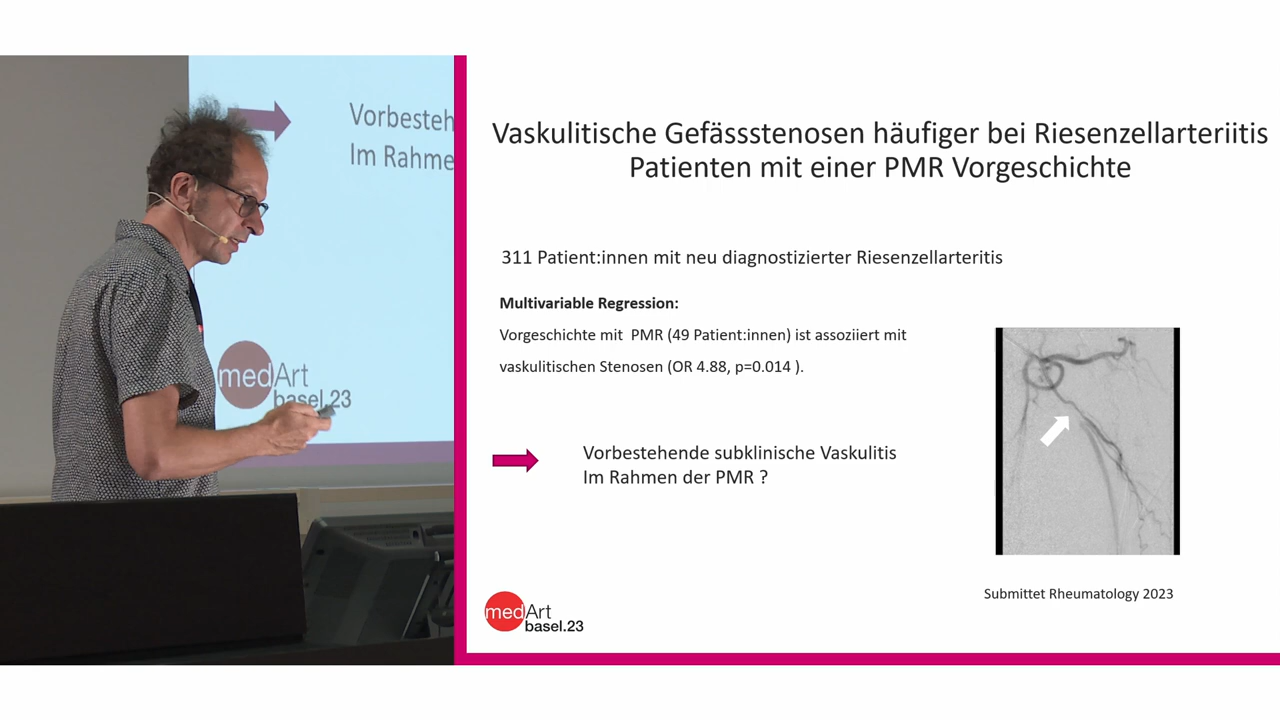 Vorbesteh
Im Rahme
medArt
basel.23
Vaskulitische Gefässstenosen häufiger bei Riesenzellarteriitis
Patienten mit einer PMR Vorgeschichte
311 Patient:innen mit neu diagnostizierter Riesenzellarteritis
Multivariable Regression:
Vorgeschichte mit PMR (49 Patient:innen) ist assoziiert mit
vaskulitischen Stenosen (OR 4.88, p=0.014 ).
Vorbestehende subklinische Vaskulitis
Im Rahmen der PMR ?
Submittet Rheumatology 2023
medArt
basel.23